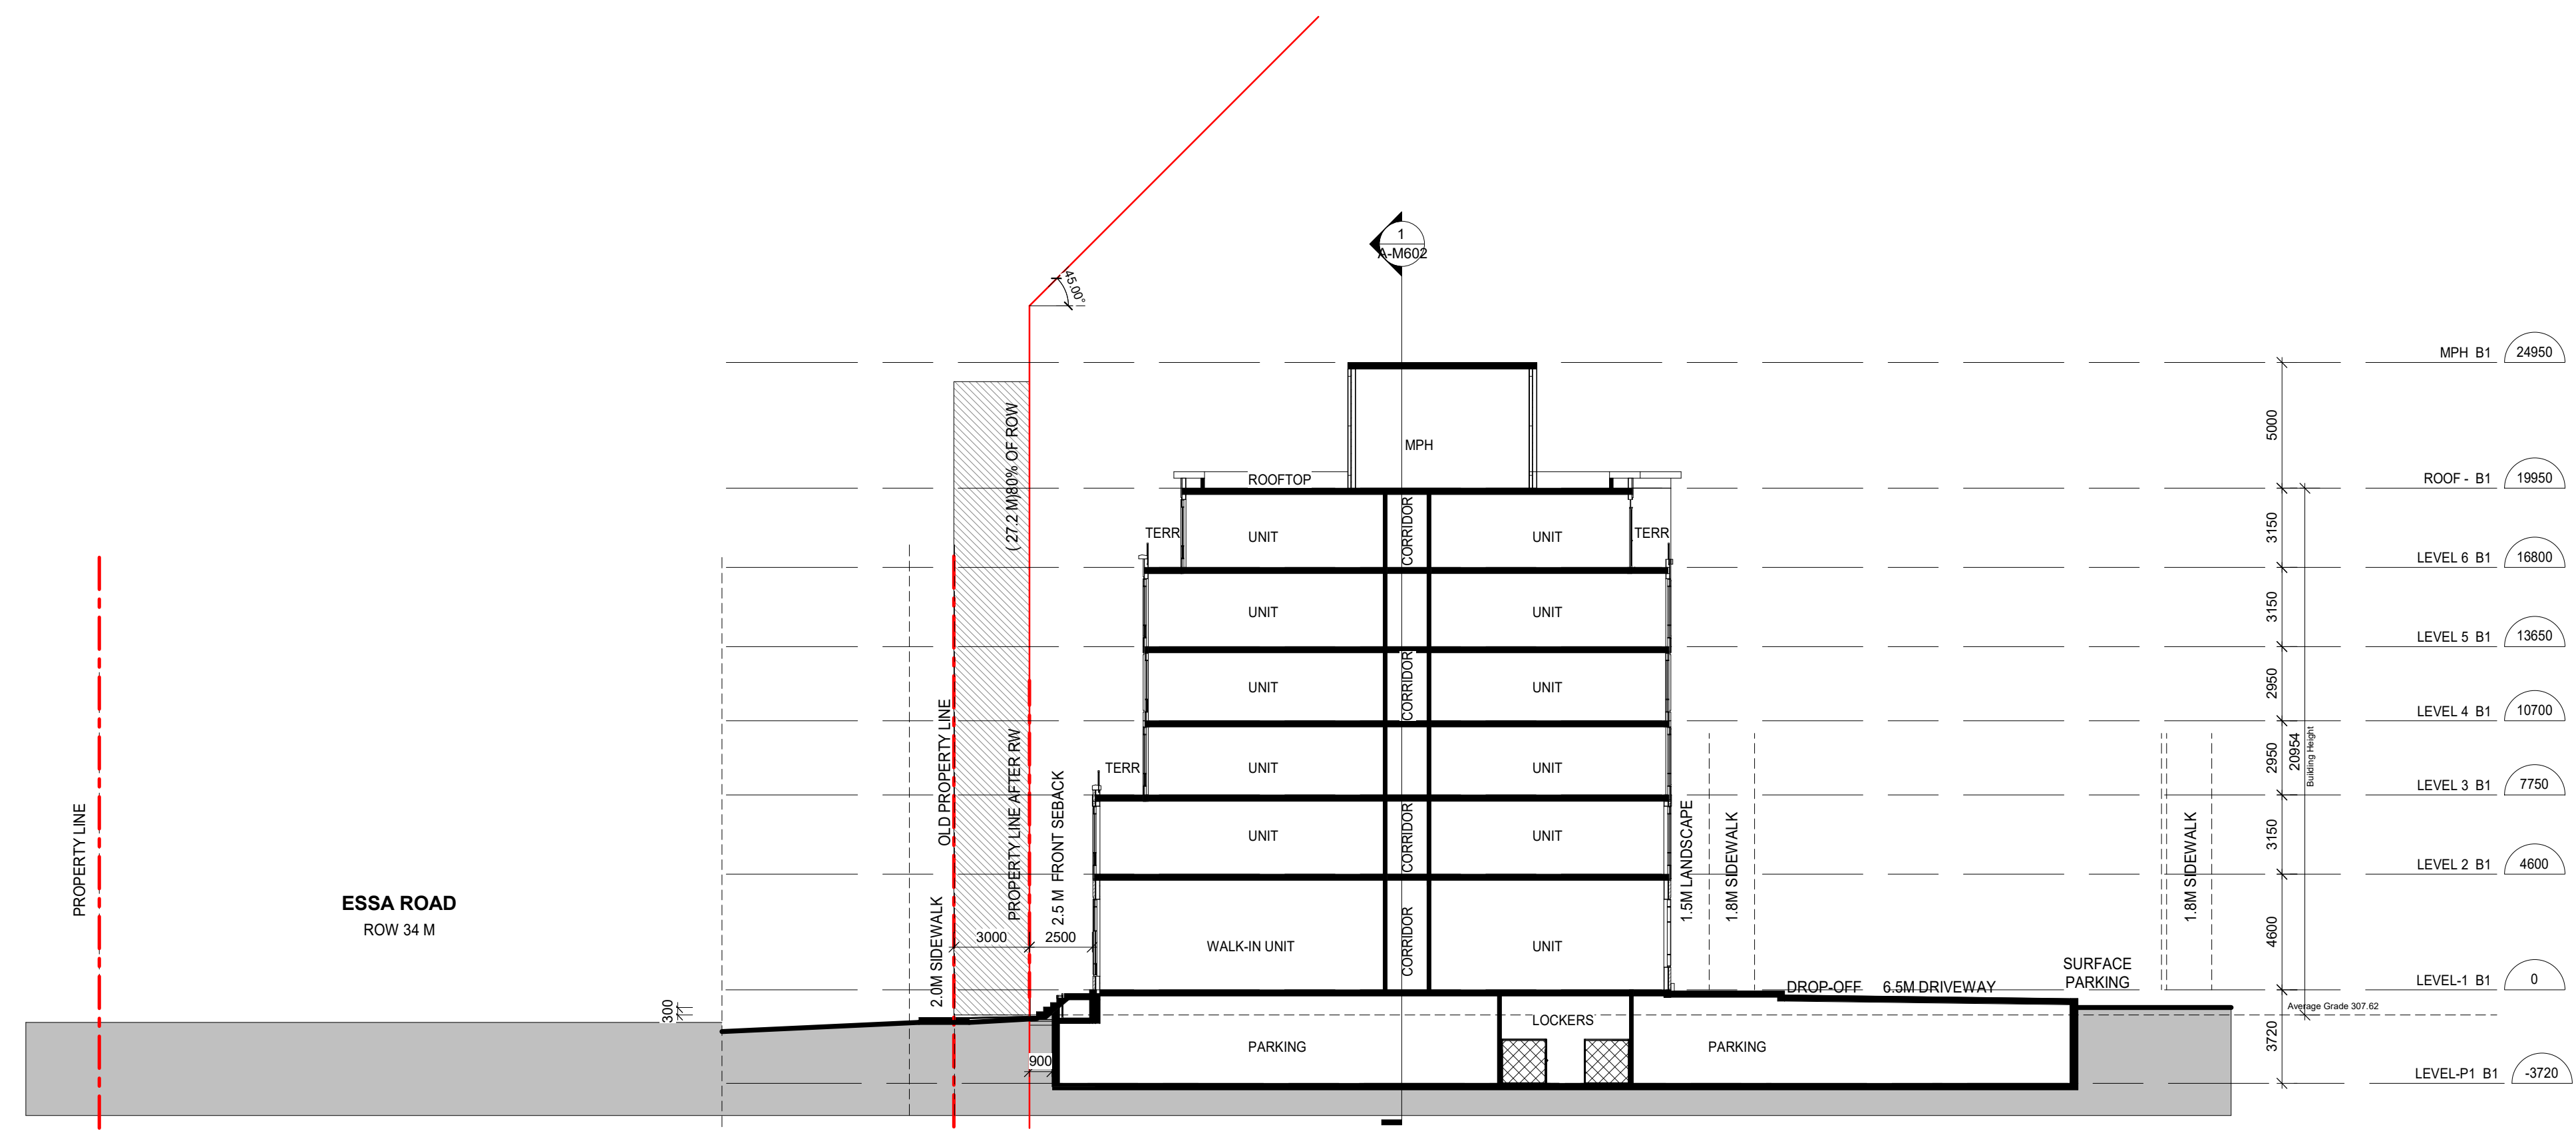 1
A-M602
45.00°
MPH B1 24950
5000
( 27.2 M)80% OF ROW
MPH
ROOFTOP
ROOF - B1 19950
3150
TERR
UNIT
CORRIDOR
UNIT
TERR
LEVEL 6 B1 16800
3150
UNIT
UNIT
LEVEL 5 B1 13650
2950
UNIT
CORRIDOR
UNIT
LEVEL 4 B1 10700
2950
20954
Building Height
TERR
UNIT
UNIT
LEVEL 3 B1 7750
3150
UNIT
CORRIDOR
UNIT
LEVEL 2 B1 4600
4600
PROPERTY LINE
ESSA ROAD
ROW 34 M
2.0M SIDEWALK
OLD PROPERTY LINE
PROPERTY LINE AFTER RW
2.5 M FRONT SEBACK
3000
2500
WALK-IN UNIT
CORRIDOR
UNIT
1.5M LANDSCAPE
1.8M SIDEWALK
1.8M SIDEWALK
DROP-OFF
6.5M DRIVEWAY
SURFACE
PARKING
LEVEL-1 B1 0
Average Grade 307.62
300
3720
LOCKERS
PARKING
PARKING
900
LEVEL-P1 B1 -3720